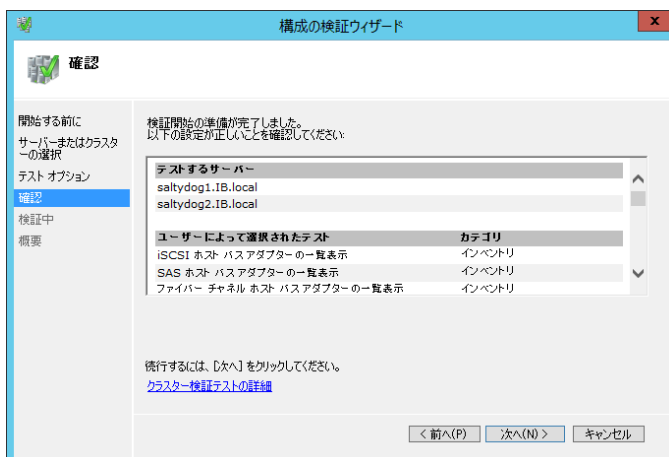 構成の検証ウィザード
x
確認
開始する前に
サーバーまたはクラスタ
ーの選択
テスト オプション
確認
検証中
概要
検証開始の準備が完了しました。
以下の設定が正しいことを確認してください:
テストするサーバー
saltydog1.IB.local
saltydog2.IB.local
ユーザーによって選択されたテスト カテゴリ
iSCSI ホスト バス アダプターの一覧表示 インベントリ
SAS ホスト バス アダプターの一覧表示 インベントリ
ファイバー チャネル ホスト バス アダプターの一覧表示 インベントリ
続行するには、[次へ] をクリックしてください。
クラスター検証テストの詳細
< 前へ(P) 次へ(N) > キャンセル